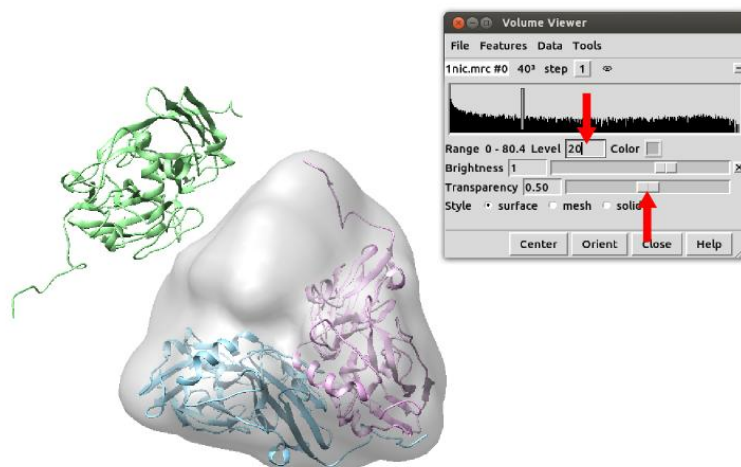 Volume Viewer
File Features Data Tools
1nic.mrc #0 40³ step 1
Range 0 - 80.4 Level 20 Color
Brightness 1
Transparency 0.50
Style surface mesh solid
Center Orient Close Help